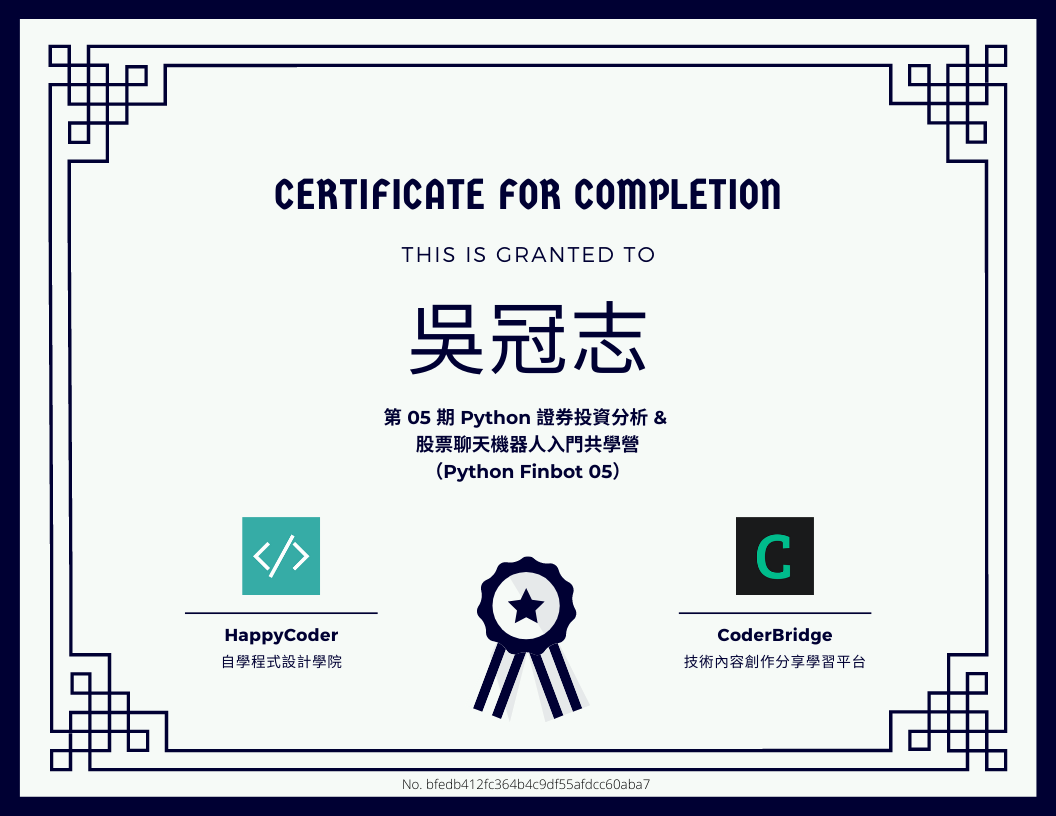 CERTIFICATE FOR COMPLETION
THIS IS GRANTED TO
吳冠志
第 05 期 Python 證券投資分析 &
股票聊天機器人入門共學營
（Python Finbot 05）
</>
C
HappyCoder
CoderBridge
自學程式設計學院
技術內容創作分享學習平台
No. bfedb412fc364b4c9df55afdcc60aba7